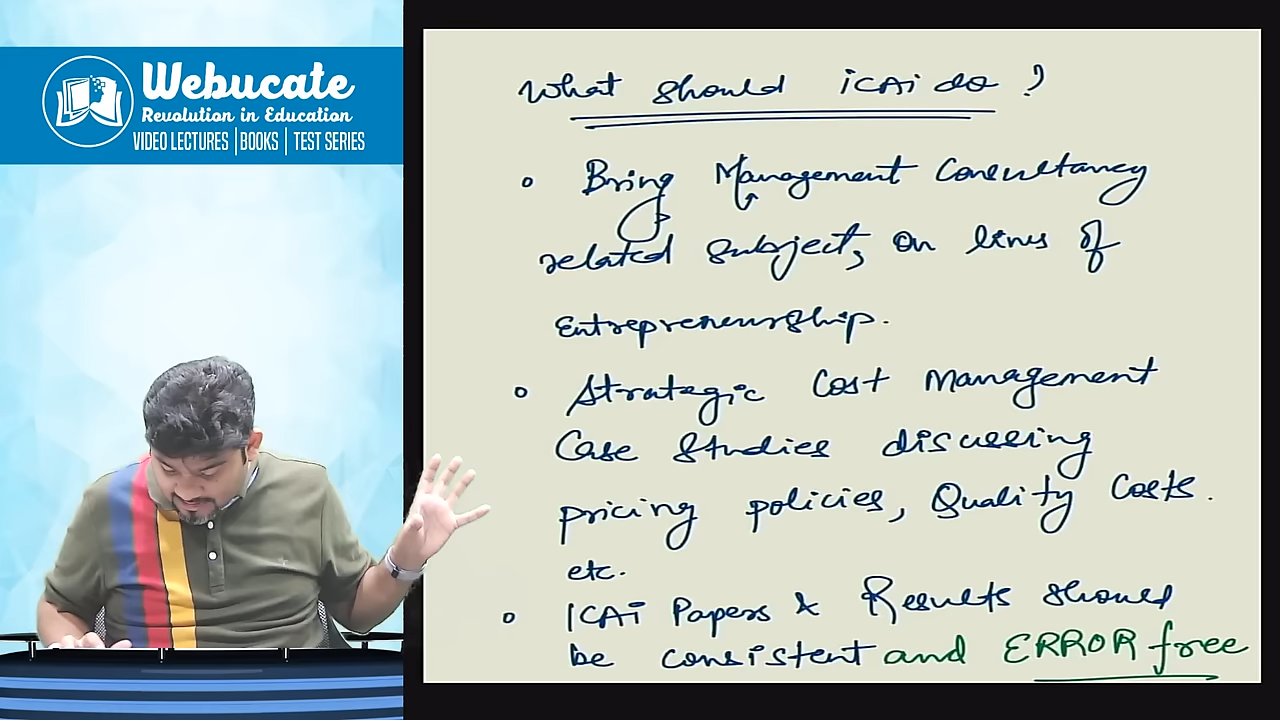 Webucate
Revolution in Education
VIDEO LECTURES | BOOKS | TEST SERIES
What should iCAi do ?
• Bring Management Consultancy
related subject, on lines of
Entrepreneurship.
• Strategic Cost Management
Case Studies discussing
pricing policies, Quality Costs.
etc.
• ICAi Papers & Results should
be consistent and ERROR free